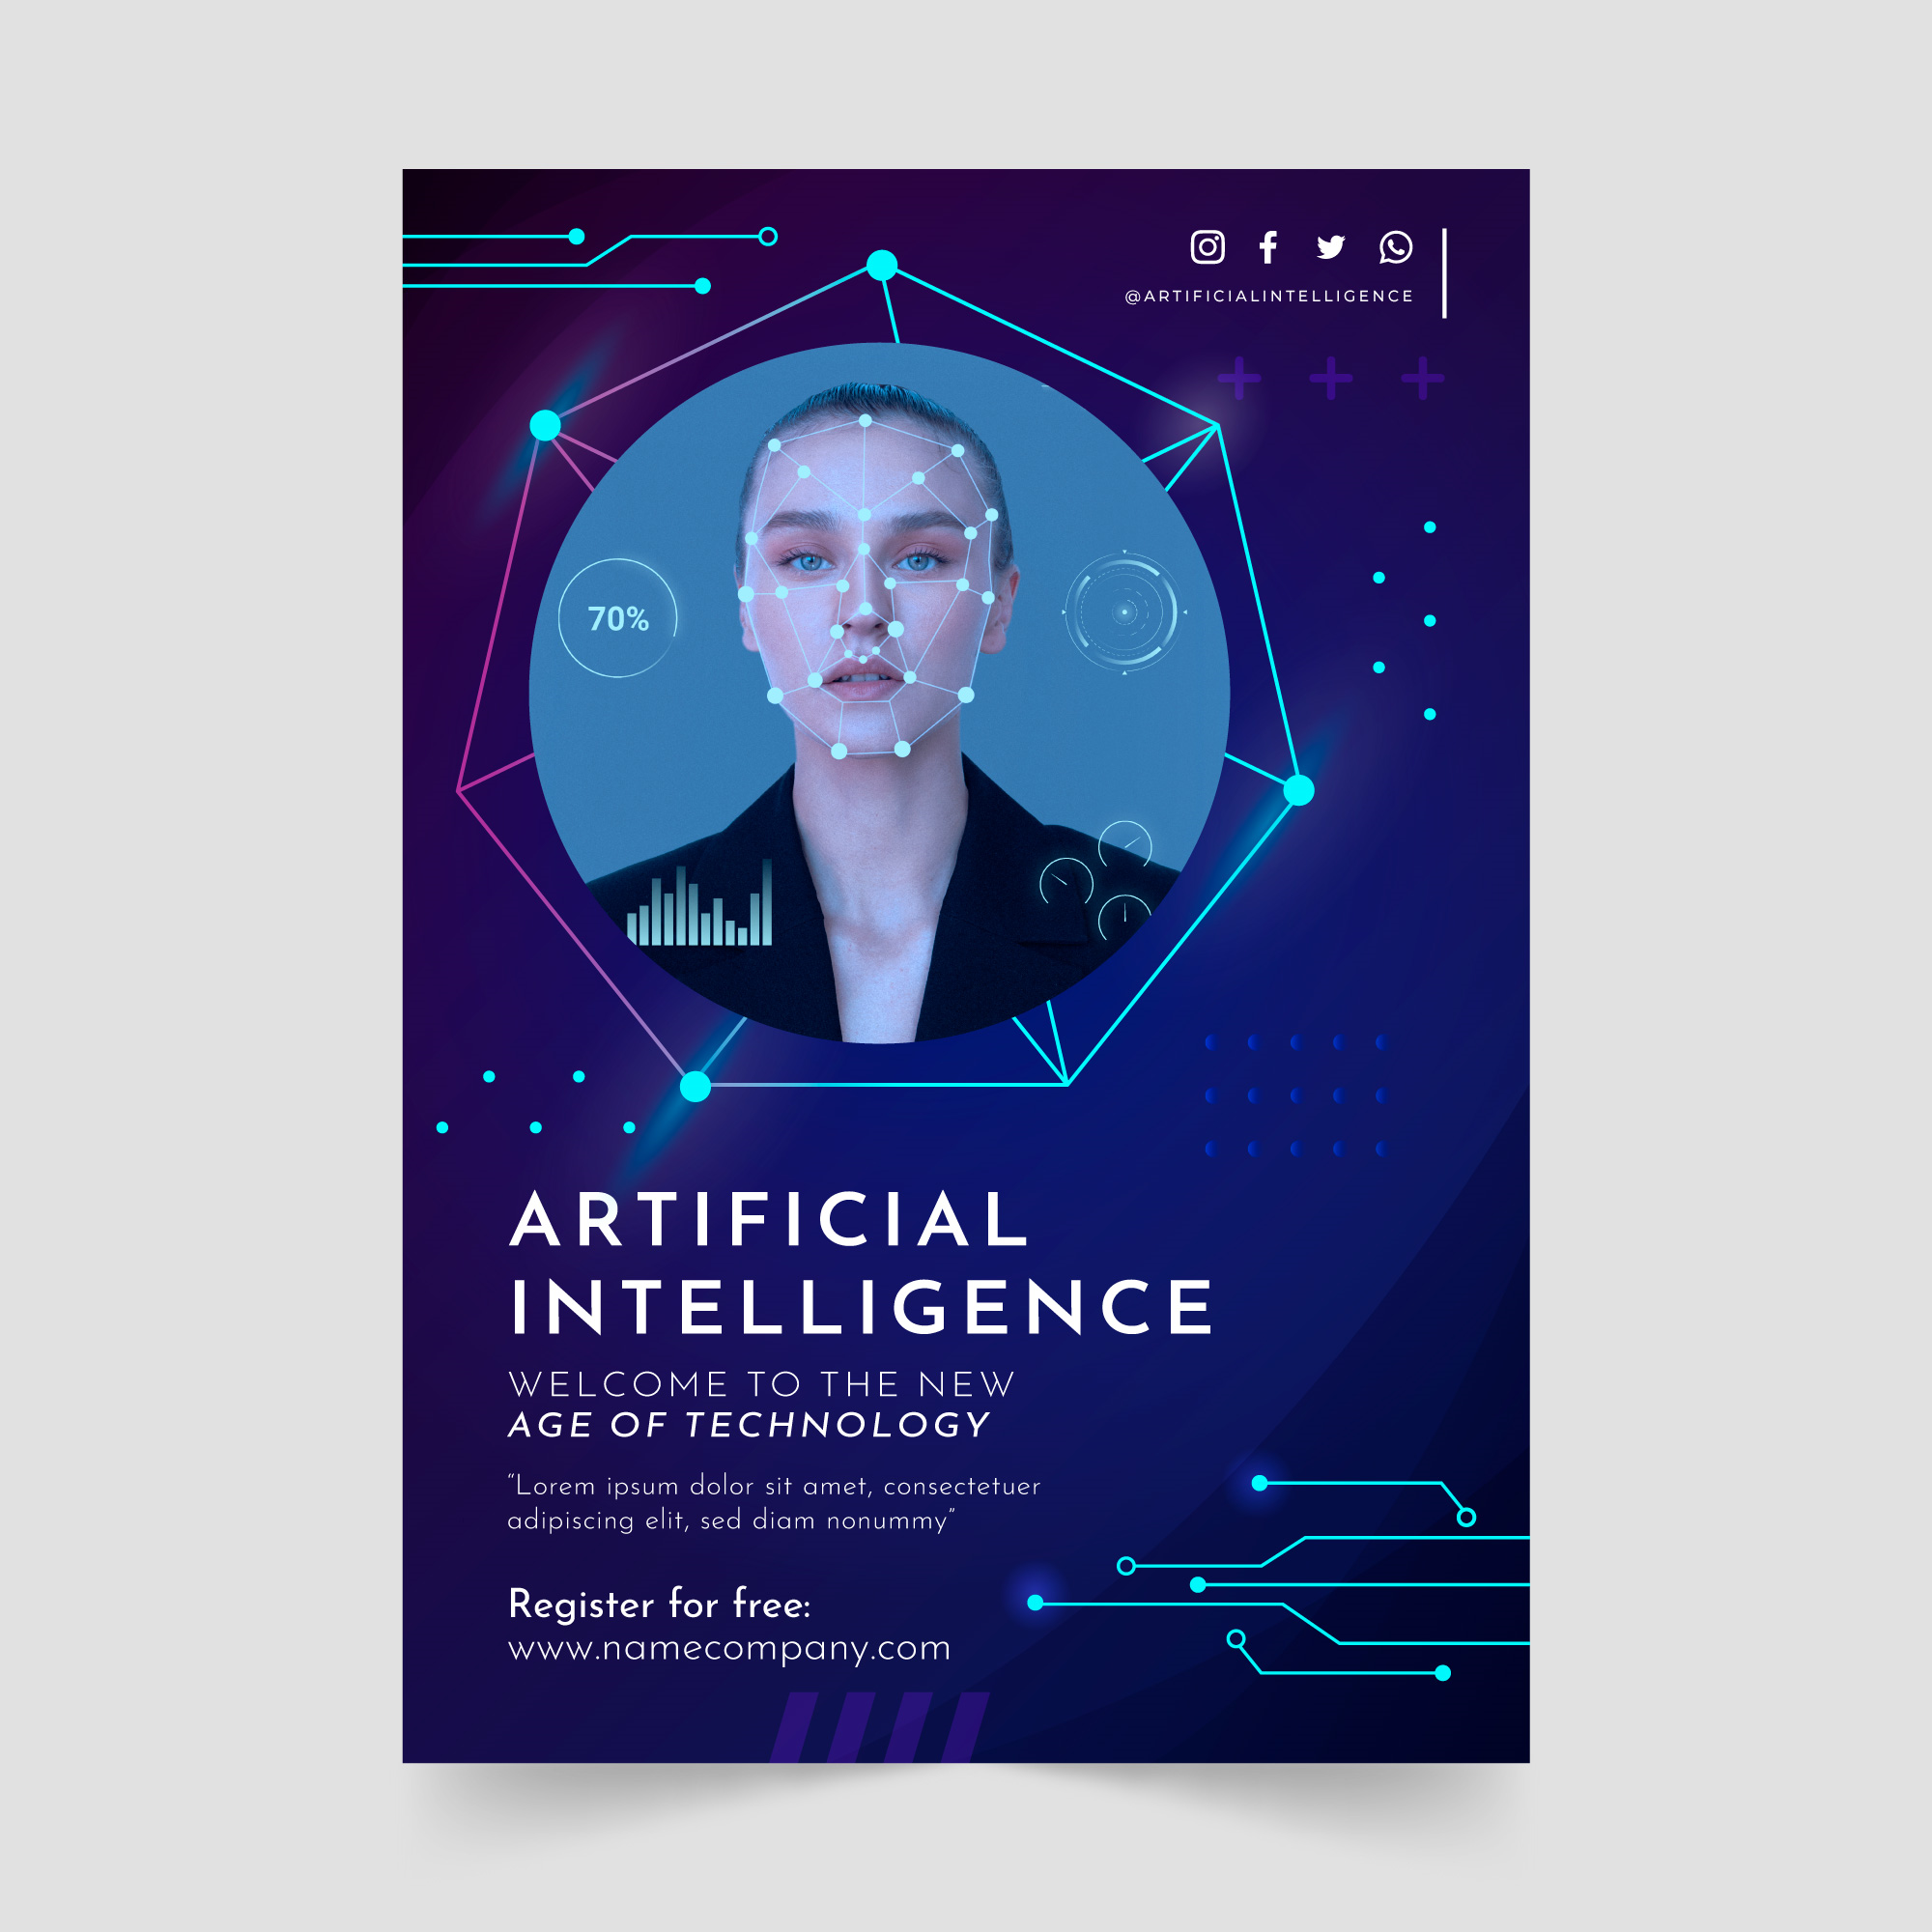 @ARTIFICIALINTELLIGENCE
70%
ARTIFICIAL
INTELLIGENCE
WELCOME TO THE NEW
AGE OF TECHNOLOGY
“Lorem ipsum dolor sit amet, consectetuer
adipiscing elit, sed diam nonummy”
Register for free:
www.namecompany.com